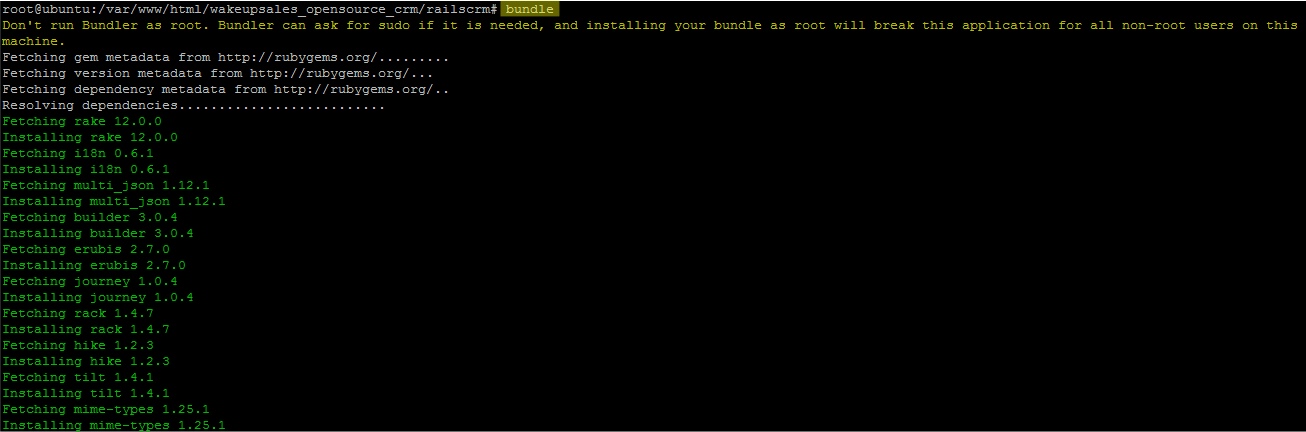 root@ubuntu:/var/www/html/wakeupsales_opensource_crm/railscrm# bundle
Don't run Bundler as root. Bundler can ask for sudo if it is needed, and installing your bundle as root will break this application for all non-root users on this
machine.
Fetching gem metadata from http://rubygems.org/.........
Fetching version metadata from http://rubygems.org/...
Fetching dependency metadata from http://rubygems.org/..
Resolving dependencies..........................
Fetching rake 12.0.0
Installing rake 12.0.0
Fetching i18n 0.6.1
Installing i18n 0.6.1
Fetching multi_json 1.12.1
Installing multi_json 1.12.1
Fetching builder 3.0.4
Installing builder 3.0.4
Fetching erubis 2.7.0
Installing erubis 2.7.0
Fetching journey 1.0.4
Installing journey 1.0.4
Fetching rack 1.4.7
Installing rack 1.4.7
Fetching hike 1.2.3
Installing hike 1.2.3
Fetching tilt 1.4.1
Installing tilt 1.4.1
Fetching mime-types 1.25.1
Installing mime-types 1.25.1